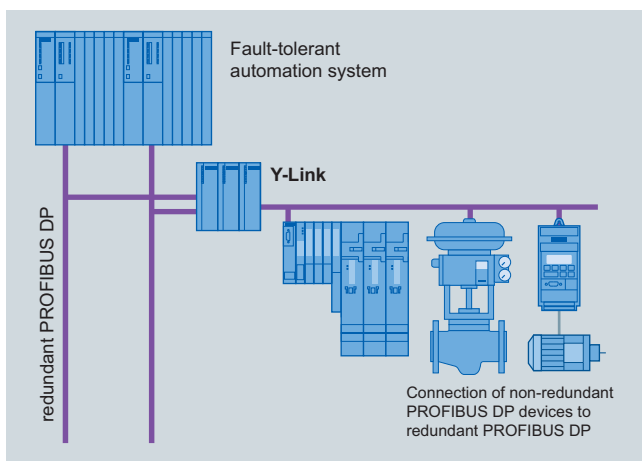 Fault-tolerant
automation system
Y-Link
redundant PROFIBUS DP
Connection of non-redundant
PROFIBUS DP devices to
redundant PROFIBUS DP